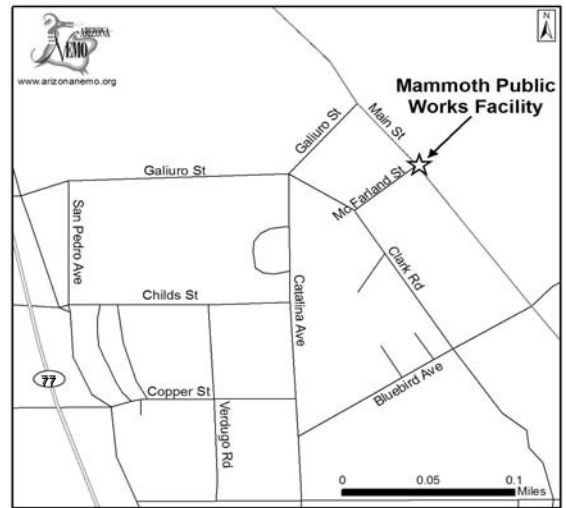 ARIZONA
NEMO
www.arizonanemo.org
N
Mammoth Public
Works Facility
Main St
Galiuro St
Galiuro St
McFarland St
San Pedro Ave
Clark Rd
Childs St
Catalina Ave
77
Copper St
Bluebird Ave
Verdugo Rd
0 0.05 0.1
Miles